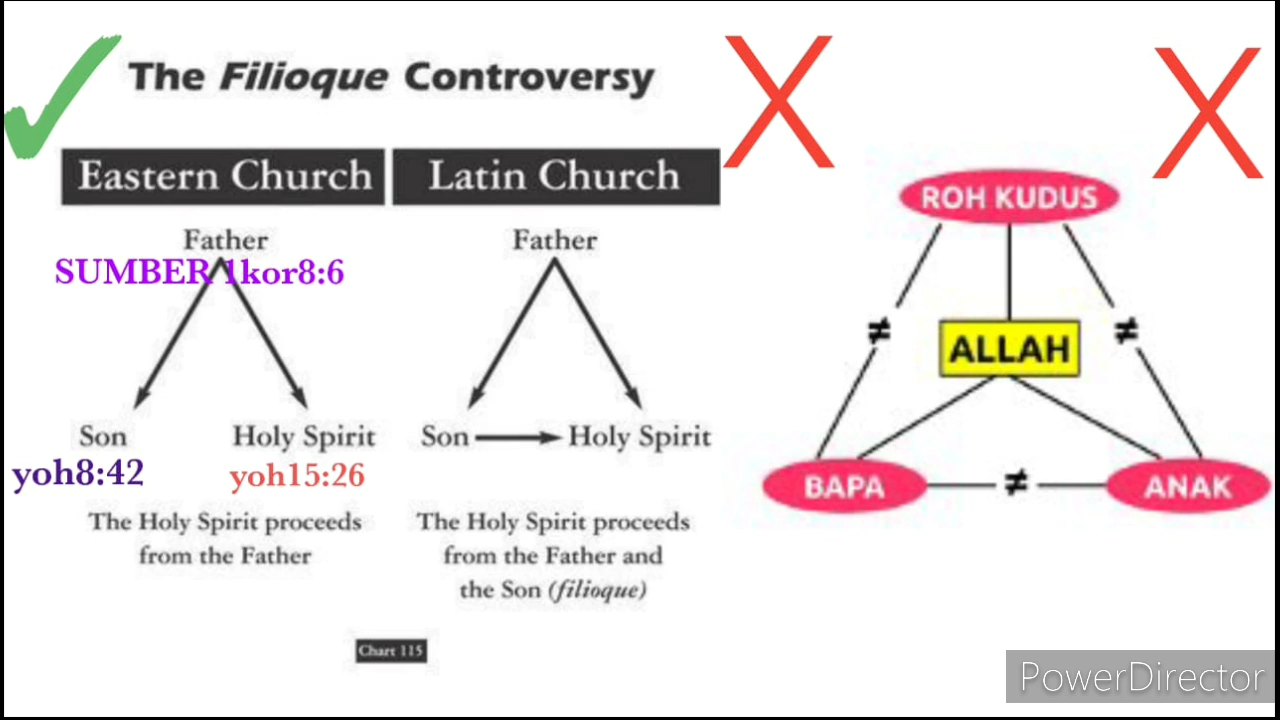 The Filioque Controversy
Eastern Church
Father
SUMBER 1kor8:6
Son
Holy Spirit
yoh8:42
yoh15:26
The Holy Spirit proceeds
from the Father
Latin Church
Father
Son
Holy Spirit
The Holy Spirit proceeds
from the Father and
the Son (filioque)
Chart 115
ROH KUDUS
≠
≠
ALLAH
BAPA
≠
ANAK
PowerDirector